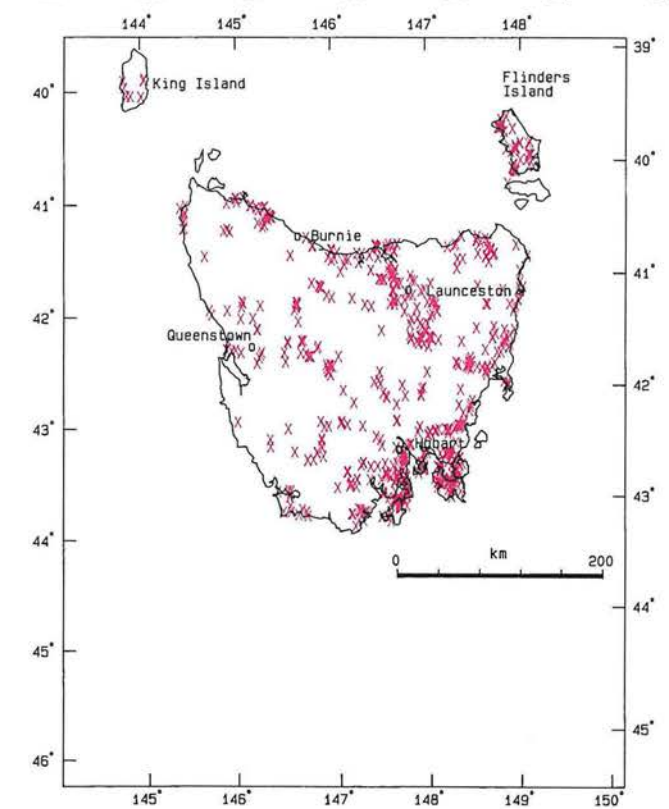 144° 145° 146° 147° 148°
39°
King Island
Flinders
Island
40°
40°
41°
Burnie
41°
Launceston
42°
Queenstown
42°
43°
Hobart
43°
44°
0 km 200
44°
45°
45°
46°
145° 146° 147° 148° 149° 150°